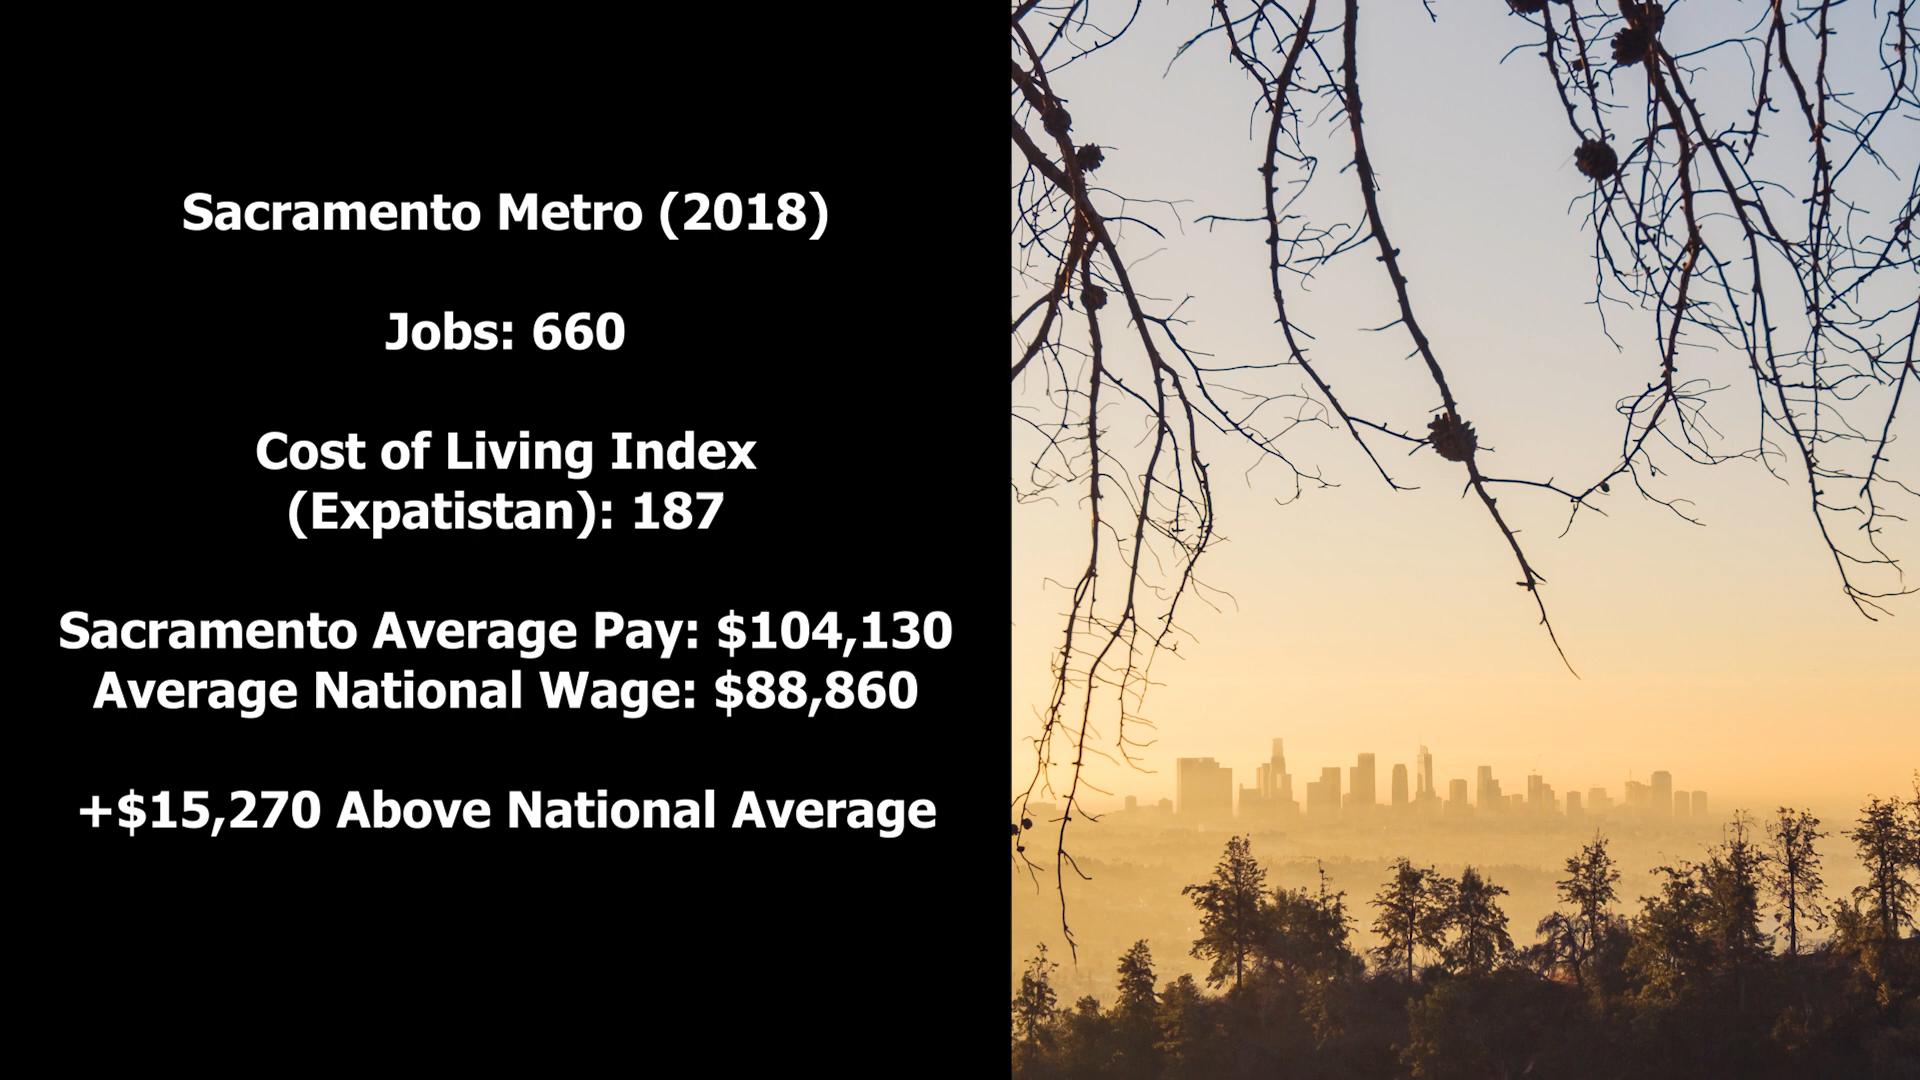 Sacramento Metro (2018)
Jobs: 660
Cost of Living Index
(Expatistan): 187
Sacramento Average Pay: $104,130
Average National Wage: $88,860
+$15,270 Above National Average